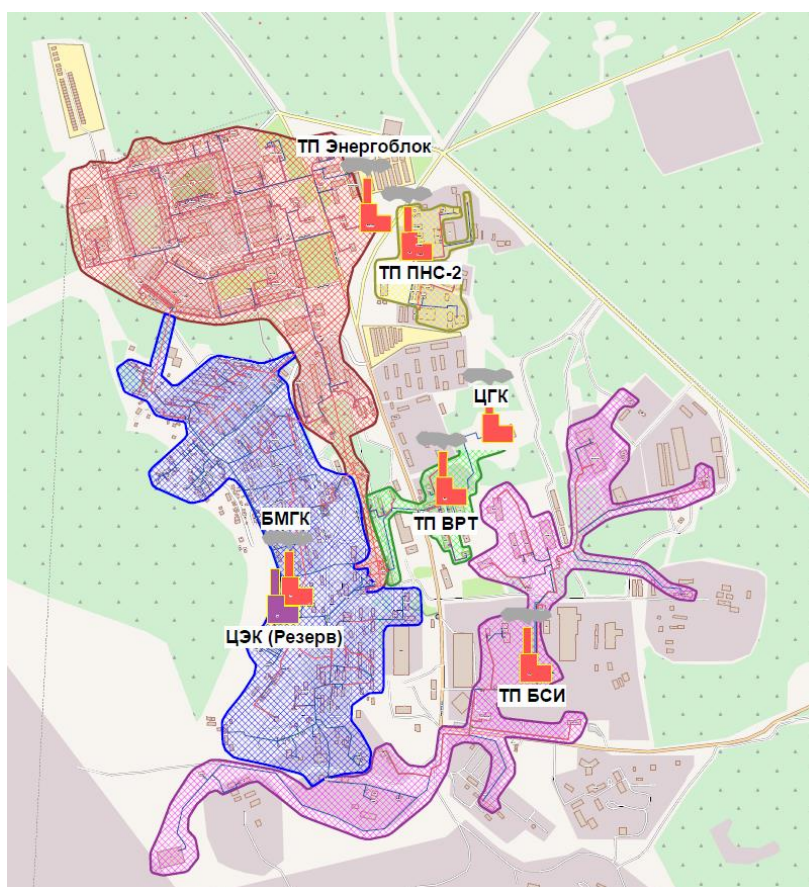 ТП Энергоблок
ТП ПНС-2
ЦГК
ТП ВРТ
БМГК
ЦЭК (Резерв)
ТП БСИ